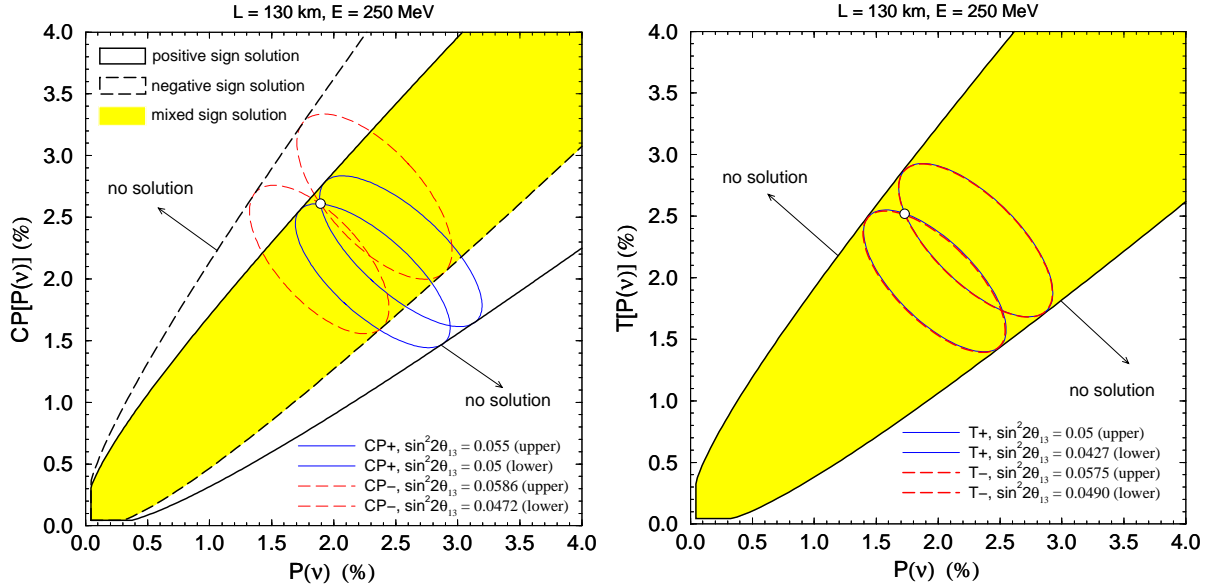 L = 130 km, E = 250 MeV
4.0
3.5
3.0
2.5
2.0
1.5
1.0
0.5
0.0
CP[P(ν)] (%)
positive sign solution
negative sign solution
mixed sign solution
no solution
no solution
CP+, sin²2θ₁₃ = 0.055 (upper)
CP+, sin²2θ₁₃ = 0.05 (lower)
CP−, sin²2θ₁₃ = 0.0586 (upper)
CP−, sin²2θ₁₃ = 0.0472 (lower)
0.0 0.5 1.0 1.5 2.0 2.5 3.0 3.5 4.0
P(ν) (%)
L = 130 km, E = 250 MeV
4.0
3.5
3.0
2.5
2.0
1.5
1.0
0.5
0.0
T[P(ν)] (%)
no solution
no solution
T+, sin²2θ₁₃ = 0.05 (upper)
T+, sin²2θ₁₃ = 0.0427 (lower)
T−, sin²2θ₁₃ = 0.0575 (upper)
T−, sin²2θ₁₃ = 0.0490 (lower)
0.0 0.5 1.0 1.5 2.0 2.5 3.0 3.5 4.0
P(ν) (%)